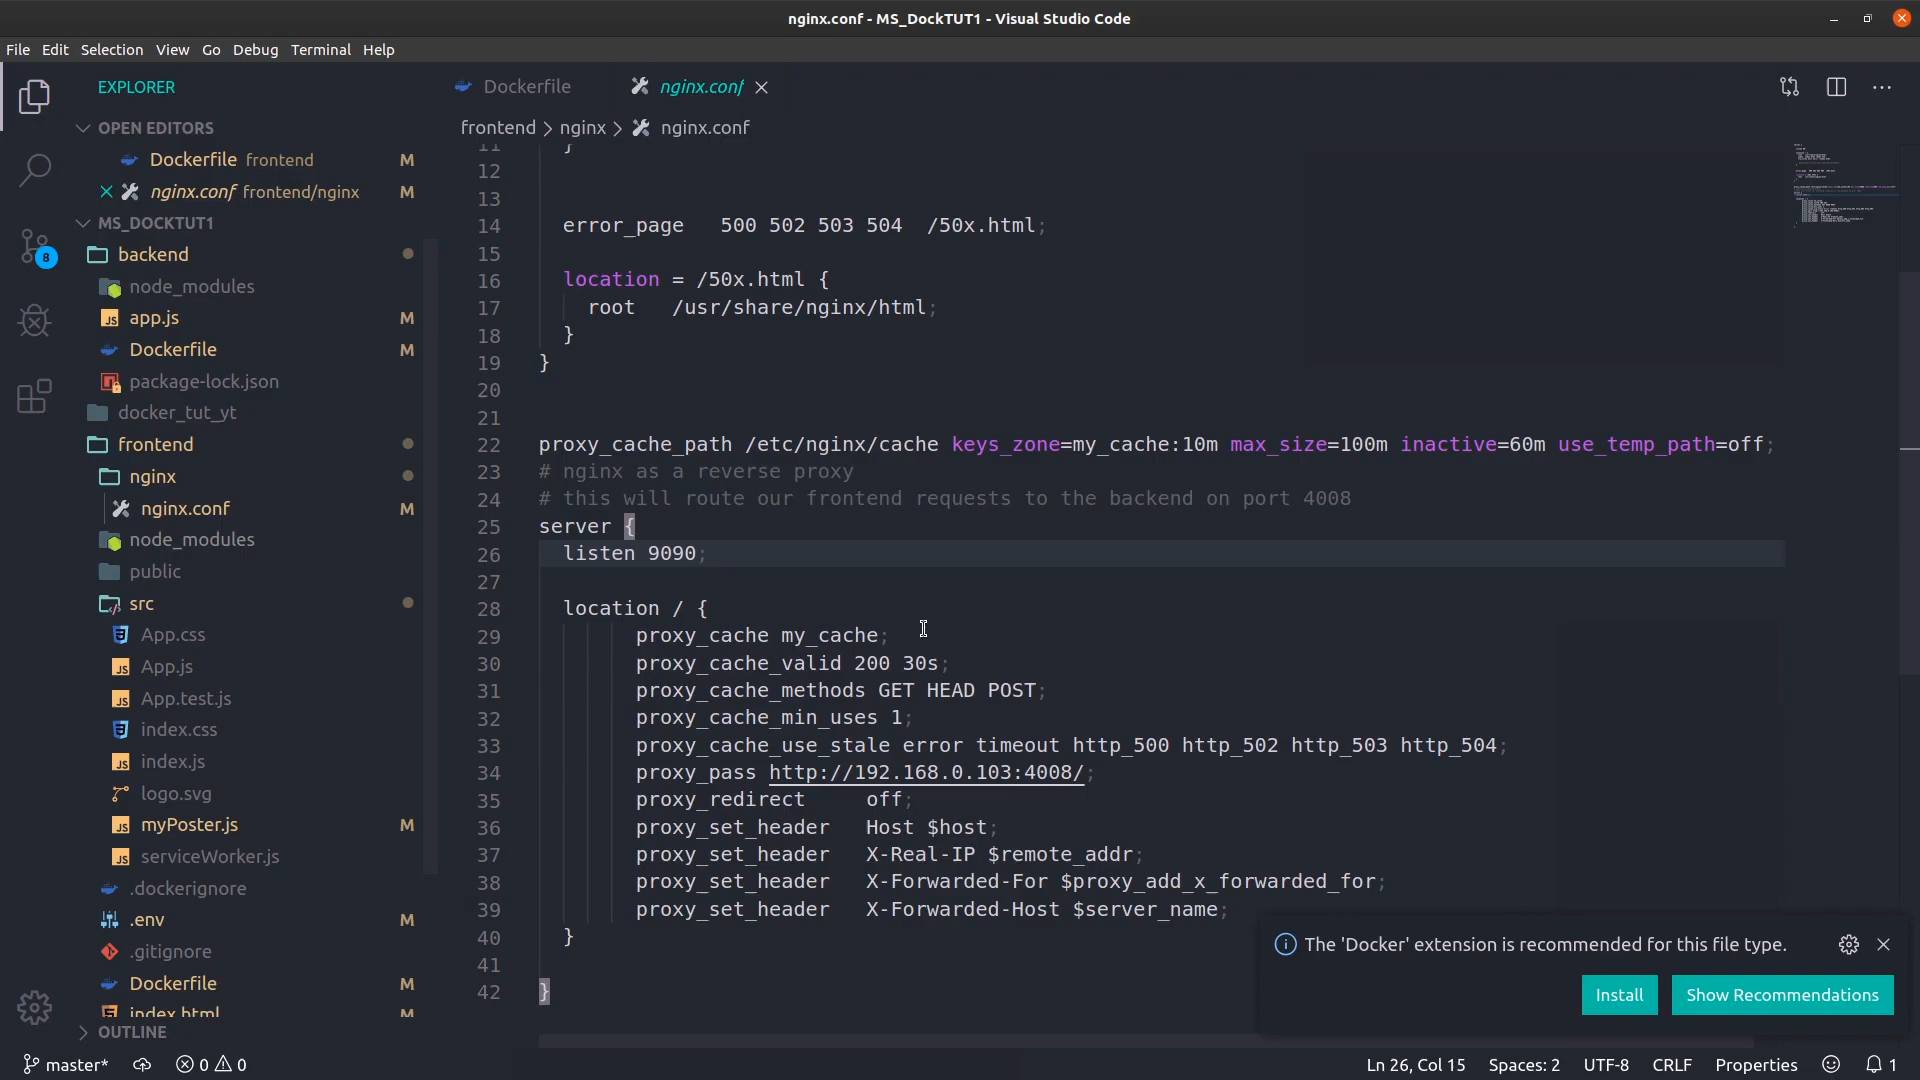 nginx.conf - MS_DockTUT1 - Visual Studio Code
File Edit Selection View Go Debug Terminal Help
EXPLORER
OPEN EDITORS
Dockerfile frontend M
nginx.conf frontend/nginx M
MS_DOCKTUT1
backend
node_modules
app.js M
Dockerfile M
package-lock.json
docker_tut_yt
frontend
nginx
nginx.conf M
node_modules
public
src
App.css
App.js
App.test.js
index.css
index.js
logo.svg
myPoster.js M
serviceWorker.js
.dockerignore
.env M
.gitignore
Dockerfile M
index.html M
OUTLINE
8
Dockerfile
nginx.conf
frontend > nginx > nginx.conf
11 }
12
13
14 error_page   500 502 503 504  /50x.html;
15
16 location = /50x.html {
17 root   /usr/share/nginx/html;
18 }
19 }
20
21
22 proxy_cache_path /etc/nginx/cache keys_zone=my_cache:10m max_size=100m inactive=60m use_temp_path=off;
23 # nginx as a reverse proxy
24 # this will route our frontend requests to the backend on port 4008
25 server {
26 listen 9090;
27
28 location / {
29 proxy_cache my_cache;
30 proxy_cache_valid 200 30s;
31 proxy_cache_methods GET HEAD POST;
32 proxy_cache_min_uses 1;
33 proxy_cache_use_stale error timeout http_500 http_502 http_503 http_504;
34 proxy_pass http://192.168.0.103:4008/;
35 proxy_redirect     off;
36 proxy_set_header   Host $host;
37 proxy_set_header   X-Real-IP $remote_addr;
38 proxy_set_header   X-Forwarded-For $proxy_add_x_forwarded_for;
39 proxy_set_header   X-Forwarded-Host $server_name;
40 }
41
42 }
The 'Docker' extension is recommended for this file type.
Install Show Recommendations
master* 0 0 Ln 26, Col 15 Spaces: 2 UTF-8 CRLF Properties 1